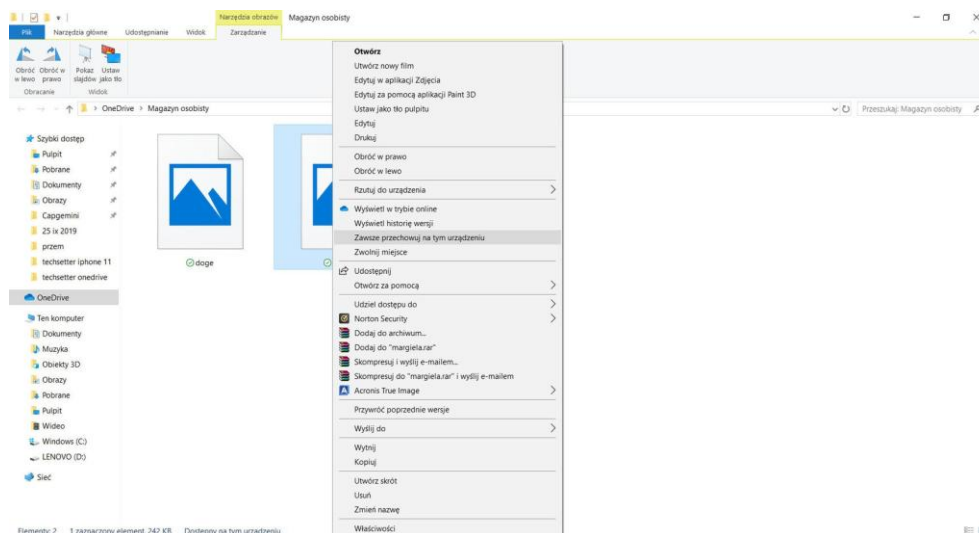 Narzędzia obrazów
Magazyn osobisty
Plik
Narzędzia główne
Udostępnianie
Widok
Zarządzanie
Obróć w lewo
Obróć w prawo
Pokaz slajdów
Ustaw jako tło
Obracanie
Widok
OneDrive
Magazyn osobisty
Przeszukaj: Magazyn osobisty
Szybki dostęp
Pulpit
Pobrane
Dokumenty
Obrazy
Capgemini
25 ix 2019
przem
techsetter iphone 11
techsetter onedrive
OneDrive
Ten komputer
Dokumenty
Muzyka
Obiekty 3D
Obrazy
Pobrane
Pulpit
Wideo
Windows (C:)
LENOVO (D:)
Sieć
doge
Otwórz
Utwórz nowy film
Edytuj w aplikacji Zdjęcia
Edytuj za pomocą aplikacji Paint 3D
Ustaw jako tło pulpitu
Edytuj
Drukuj
Obróć w prawo
Obróć w lewo
Rzutuj do urządzenia
Wyświetl w trybie online
Wyświetl historię wersji
Zawsze przechowuj na tym urządzeniu
Zwolnij miejsce
Udostępnij
Otwórz za pomocą
Udziel dostępu do
Norton Security
Dodaj do archiwum...
Dodaj do "margiela.rar"
Skompresuj i wyślij e-mailem...
Skompresuj do "margiela.rar" i wyślij e-mailem
Acronis True Image
Przywróć poprzednie wersje
Wyślij do
Wytnij
Kopiuj
Utwórz skrót
Usuń
Zmień nazwę
Właściwości
Elementy: 2
1 zaznaczony element. 242 KB
Dostępny na tym urządzeniu